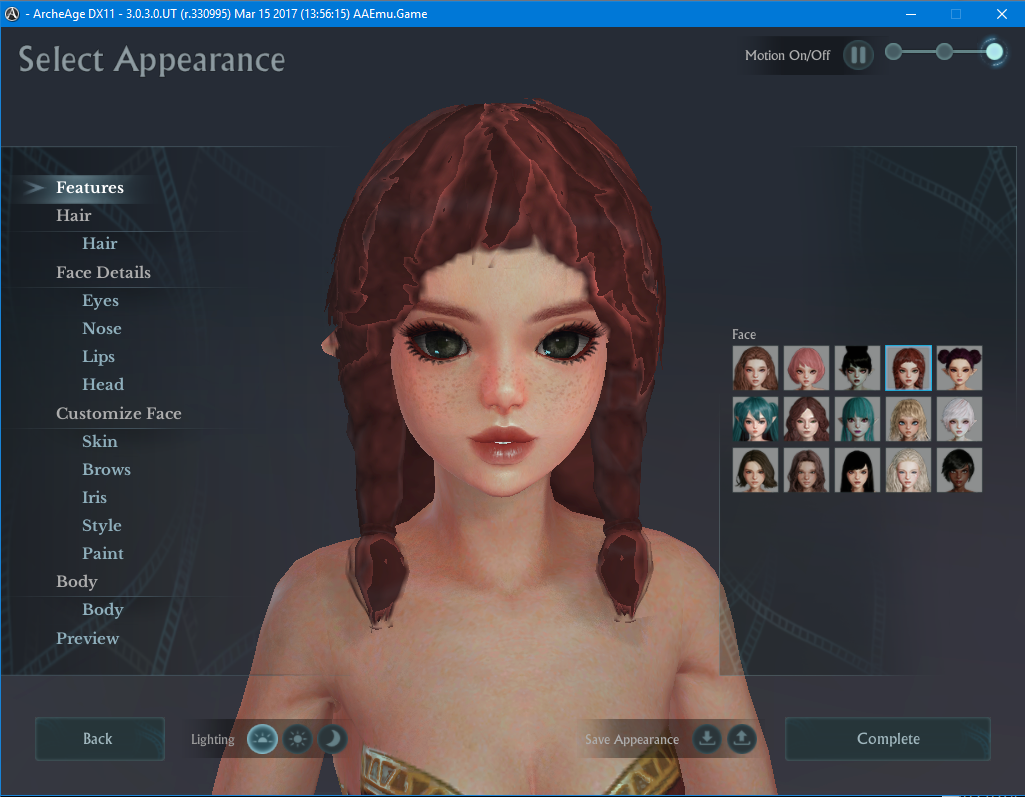 - ArcheAge DX11 - 3.0.3.0.UT (r.330995) Mar 15 2017 (13:56:15) AAEmu.Game
Select Appearance
Motion On/Off
Features
Hair
Hair
Face Details
Eyes
Nose
Lips
Head
Customize Face
Skin
Brows
Iris
Style
Paint
Body
Body
Preview
Face
Back
Lighting
Save Appearance
Complete